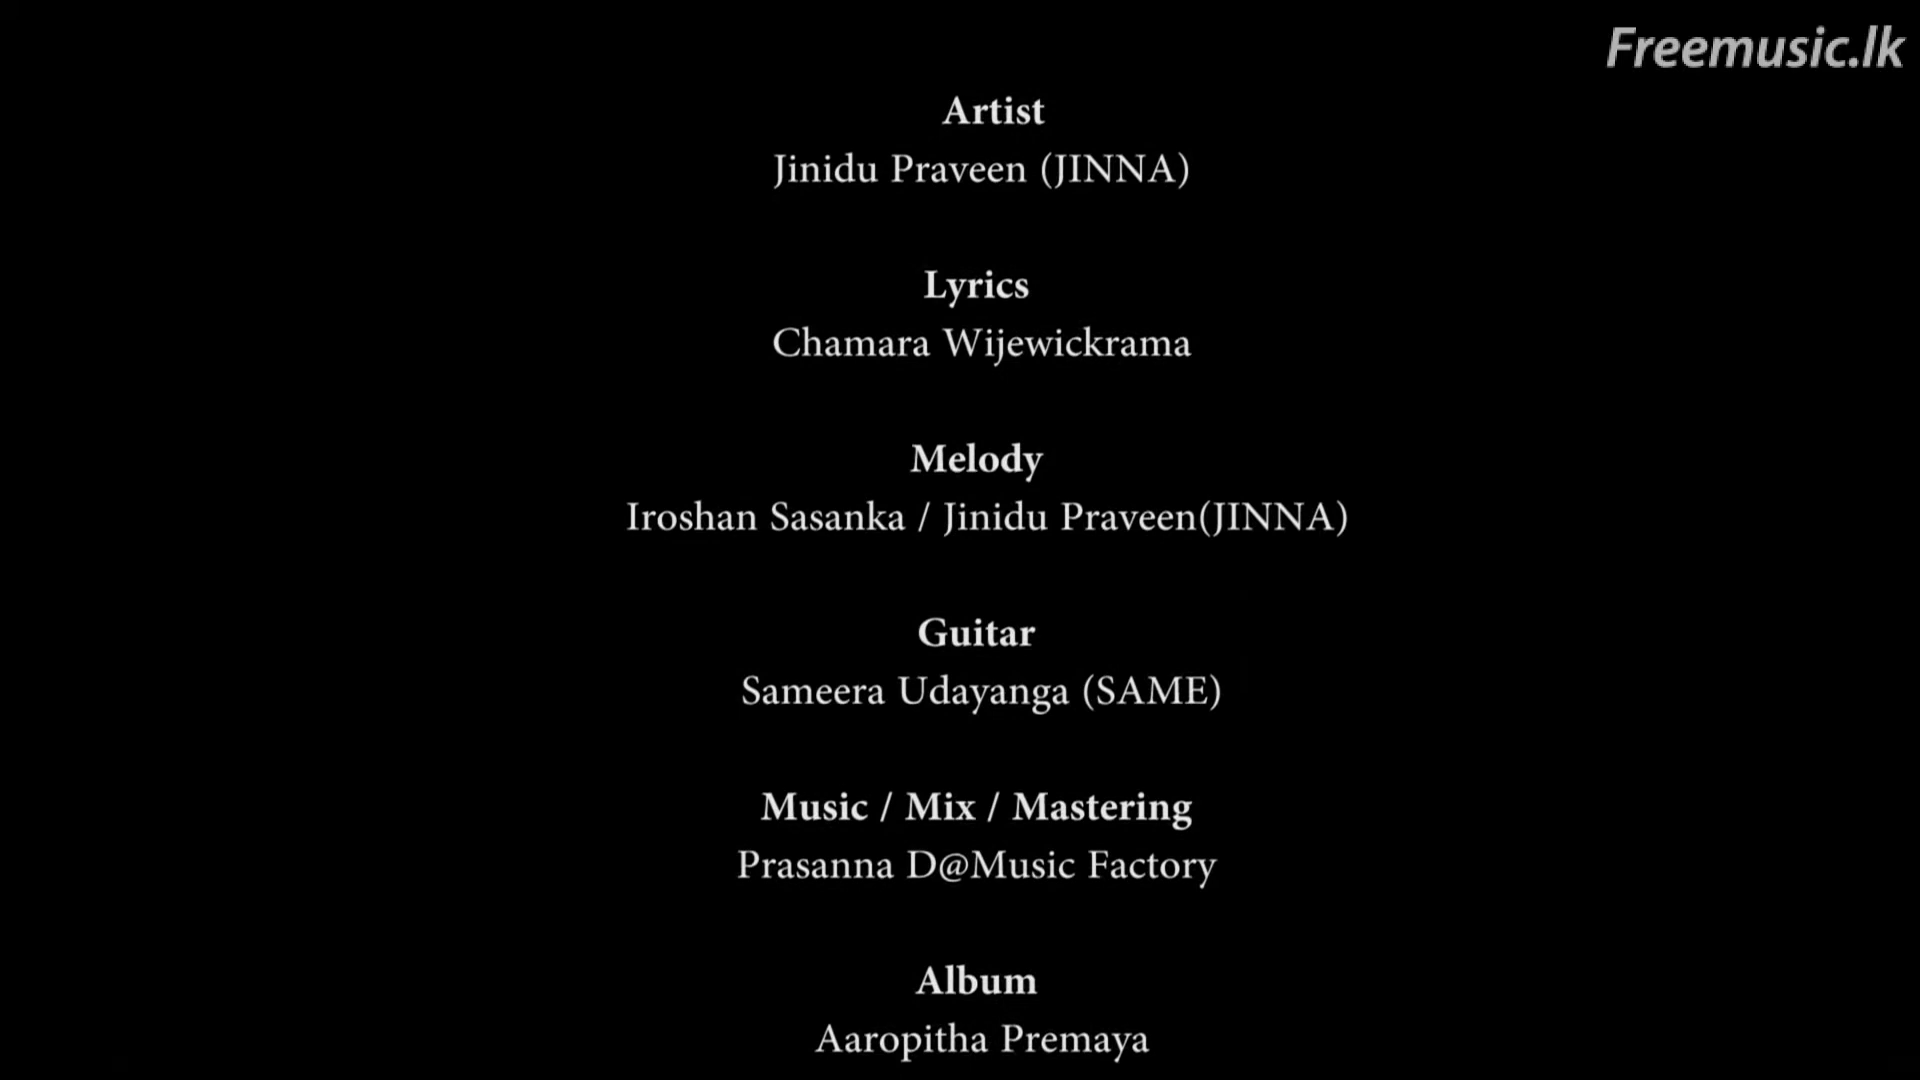 Freemusic.lk
Artist
Jinidu Praveen (JINNA)
Lyrics
Chamara Wijewickrama
Melody
Iroshan Sasanka / Jinidu Praveen(JINNA)
Guitar
Sameera Udayanga (SAME)
Music / Mix / Mastering
Prasanna D@Music Factory
Album
Aaropitha Premaya